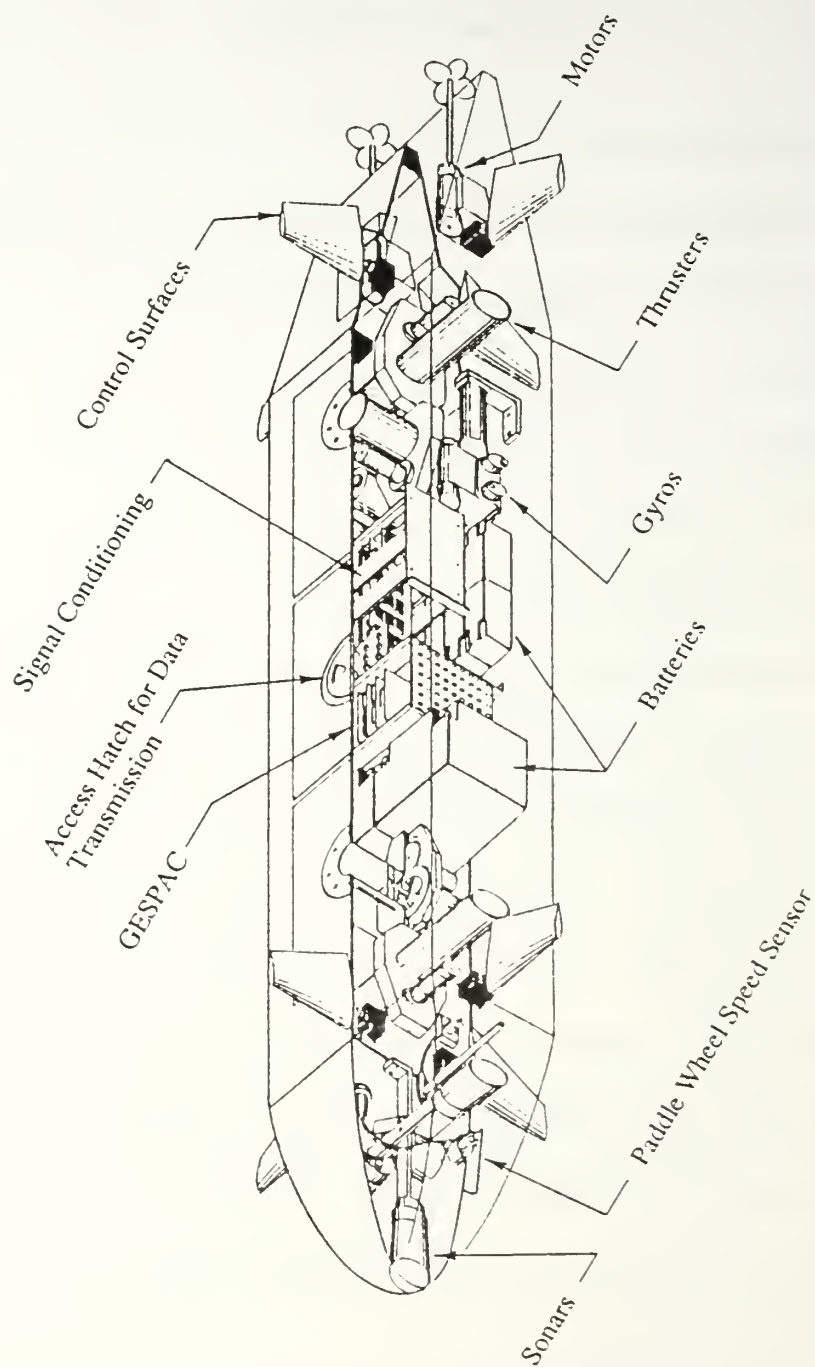 Motors
Control Surfaces
Thrusters
Signal Conditioning
Gyros
Access Hatch for Data
Transmission
Batteries
GESPAC
Paddle Wheel Speed Sensor
Sonars